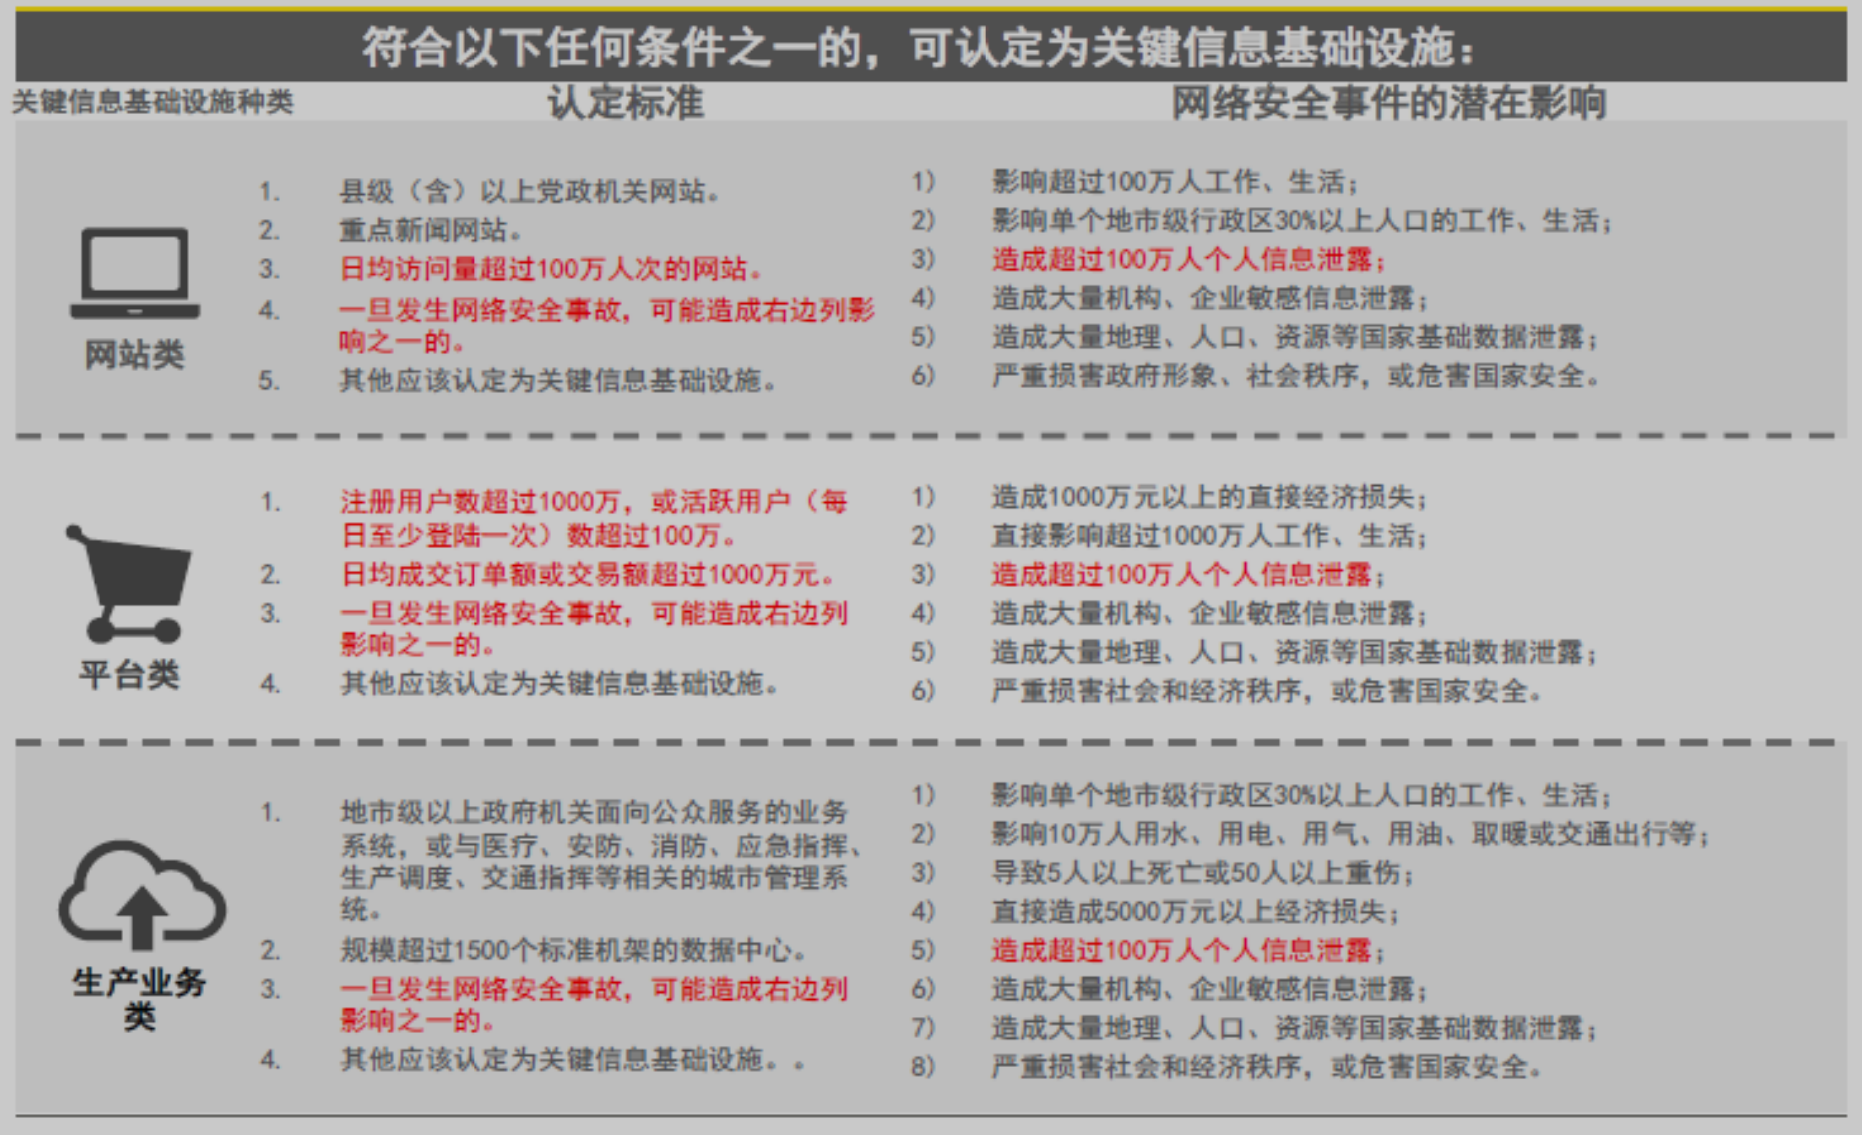 符合以下任何条件之一的，可认定为关键信息基础设施：
关键信息基础设施种类
认定标准
网络安全事件的潜在影响
网站类
1. 县级（含）以上党政机关网站。
2. 重点新闻网站。
3. 日均访问量超过100万人次的网站。
4. 一旦发生网络安全事故，可能造成右边列影
响之一的。
5. 其他应该认定为关键信息基础设施。
1) 影响超过100万人工作、生活；
2) 影响单个地市级行政区30%以上人口的工作、生活；
3) 造成超过100万人个人信息泄露；
4) 造成大量机构、企业敏感信息泄露；
5) 造成大量地理、人口、资源等国家基础数据泄露；
6) 严重损害政府形象、社会秩序，或危害国家安全。
平台类
1. 注册用户数超过1000万，或活跃用户（每
日至少登陆一次）数超过100万。
2. 日均成交订单额或交易额超过1000万元。
3. 一旦发生网络安全事故，可能造成右边列
影响之一的。
4. 其他应该认定为关键信息基础设施。
1) 造成1000万元以上的直接经济损失；
2) 直接影响超过1000万人工作、生活；
3) 造成超过100万人个人信息泄露；
4) 造成大量机构、企业敏感信息泄露；
5) 造成大量地理、人口、资源等国家基础数据泄露；
6) 严重损害社会和经济秩序，或危害国家安全。
生产业务
类
1. 地市级以上政府机关面向公众服务的业务
系统，或与医疗、安防、消防、应急指挥、
生产调度、交通指挥等相关的城市管理系
统。
2. 规模超过1500个标准机架的数据中心。
3. 一旦发生网络安全事故，可能造成右边列
影响之一的。
4. 其他应该认定为关键信息基础设施。。
1) 影响单个地市级行政区30%以上人口的工作、生活；
2) 影响10万人用水、用电、用气、用油、取暖或交通出行等；
3) 导致5人以上死亡或50人以上重伤；
4) 直接造成5000万元以上经济损失；
5) 造成超过100万人个人信息泄露；
6) 造成大量机构、企业敏感信息泄露；
7) 造成大量地理、人口、资源等国家基础数据泄露；
8) 严重损害社会和经济秩序，或危害国家安全。